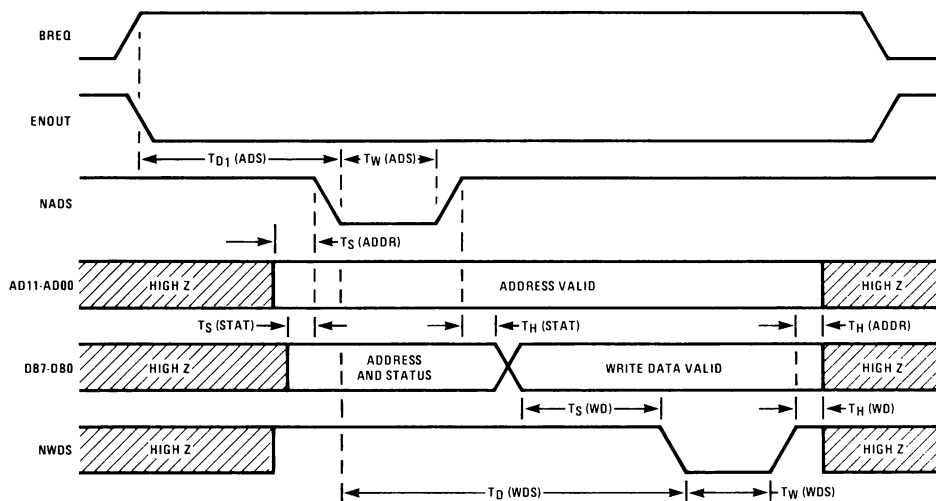 BREQ
ENOUT
TD1 (ADS) TW (ADS)
NADS
TS (ADDR)
AD11-AD00 HIGH Z ADDRESS VALID HIGH Z
TS (STAT) TH (STAT) TH (ADDR)
DB7-DB0 HIGH Z ADDRESS AND STATUS WRITE DATA VALID HIGH Z
TS (WD) TH (WD)
NWDS HIGH Z HIGH Z
TD (WDS) TW (WDS)